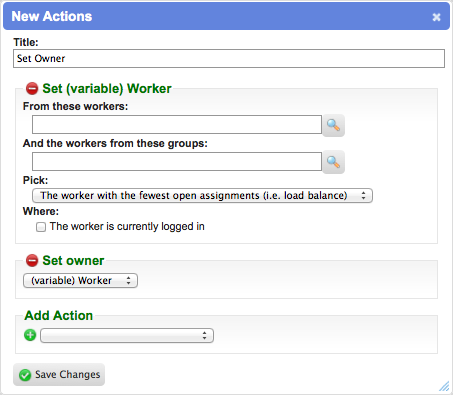 New Actions
Title:
Set Owner
Set (variable) Worker
From these workers:
And the workers from these groups:
Pick:
The worker with the fewest open assignments (i.e. load balance)
Where:
The worker is currently logged in
Set owner
(variable) Worker
Add Action
Save Changes